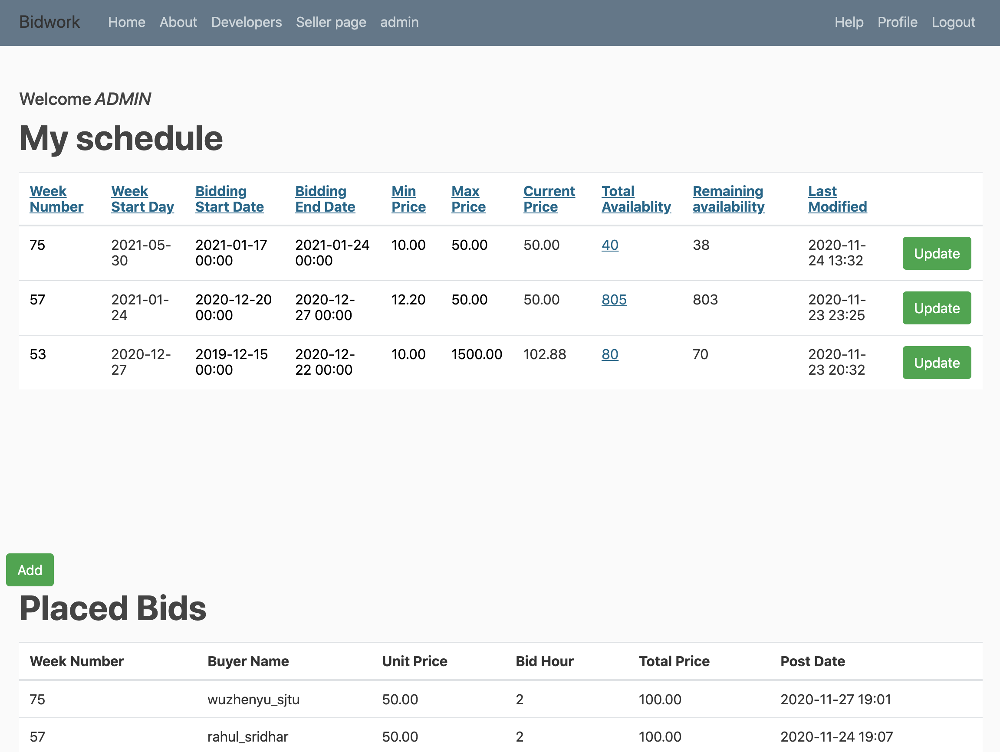 Bidwork Home About Developers Seller page admin Help Profile Logout
Welcome ADMIN
My schedule
Week Number Week Start Day Bidding Start Date Bidding End Date Min Price Max Price Current Price Total Availablity Remaining availability Last Modified
75 2021-05-30 2021-01-17 00:00 2021-01-24 00:00 10.00 50.00 50.00 40 38 2020-11-24 13:32 Update
57 2021-01-24 2020-12-20 00:00 2020-12-27 00:00 12.20 50.00 50.00 805 803 2020-11-23 23:25 Update
53 2020-12-27 2019-12-15 00:00 2020-12-22 00:00 10.00 1500.00 102.88 80 70 2020-11-23 20:32 Update
Add
Placed Bids
Week Number Buyer Name Unit Price Bid Hour Total Price Post Date
75 wuzhenyu_sjtu 50.00 2 100.00 2020-11-27 19:01
57 rahul_sridhar 50.00 2 100.00 2020-11-24 19:07